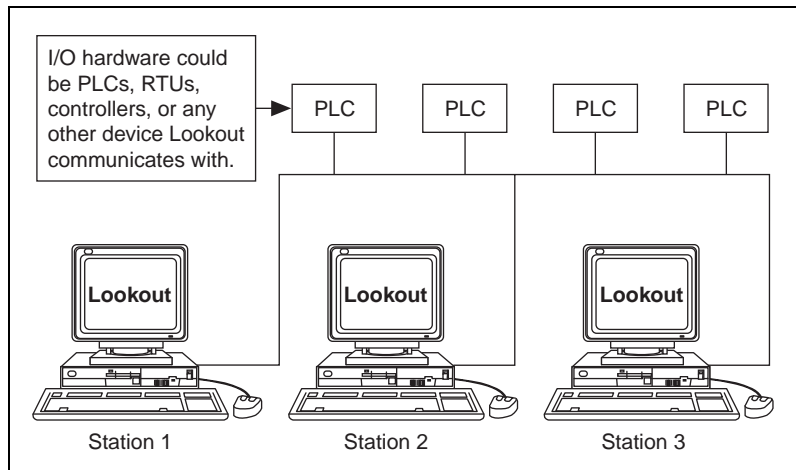 I/O hardware could
be PLCs, RTUs,
controllers, or any
other device Lookout
communicates with.
PLC
PLC
PLC
PLC
Lookout
Lookout
Lookout
Station 1
Station 2
Station 3